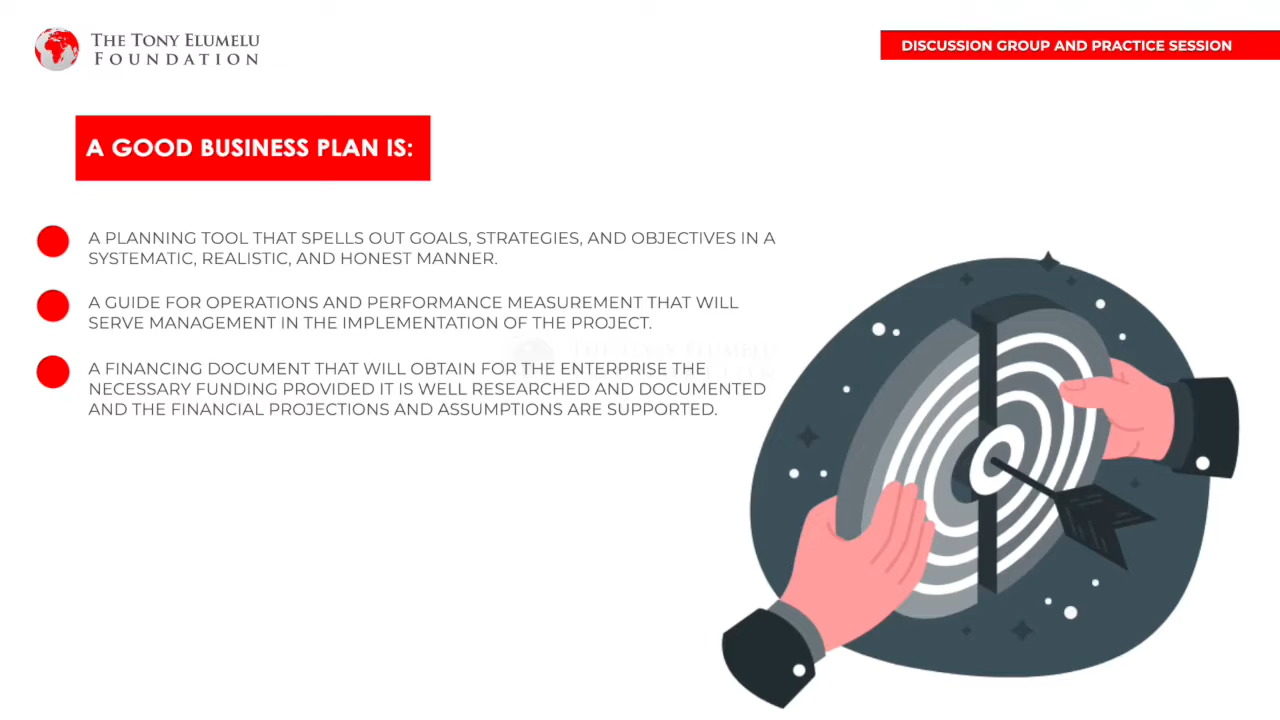 THE TONY ELUMELU
FOUNDATION
DISCUSSION GROUP AND PRACTICE SESSION
A GOOD BUSINESS PLAN IS:
A PLANNING TOOL THAT SPELLS OUT GOALS, STRATEGIES, AND OBJECTIVES IN A
SYSTEMATIC, REALISTIC, AND HONEST MANNER.
A GUIDE FOR OPERATIONS AND PERFORMANCE MEASUREMENT THAT WILL
SERVE MANAGEMENT IN THE IMPLEMENTATION OF THE PROJECT.
THE TONY ELUMELU
A FINANCING DOCUMENT THAT WILL OBTAIN FOR THE ENTERPRISE THE
NECESSARY FUNDING PROVIDED IT IS WELL RESEARCHED AND DOCUMENTED
AND THE FINANCIAL PROJECTIONS AND ASSUMPTIONS ARE SUPPORTED.